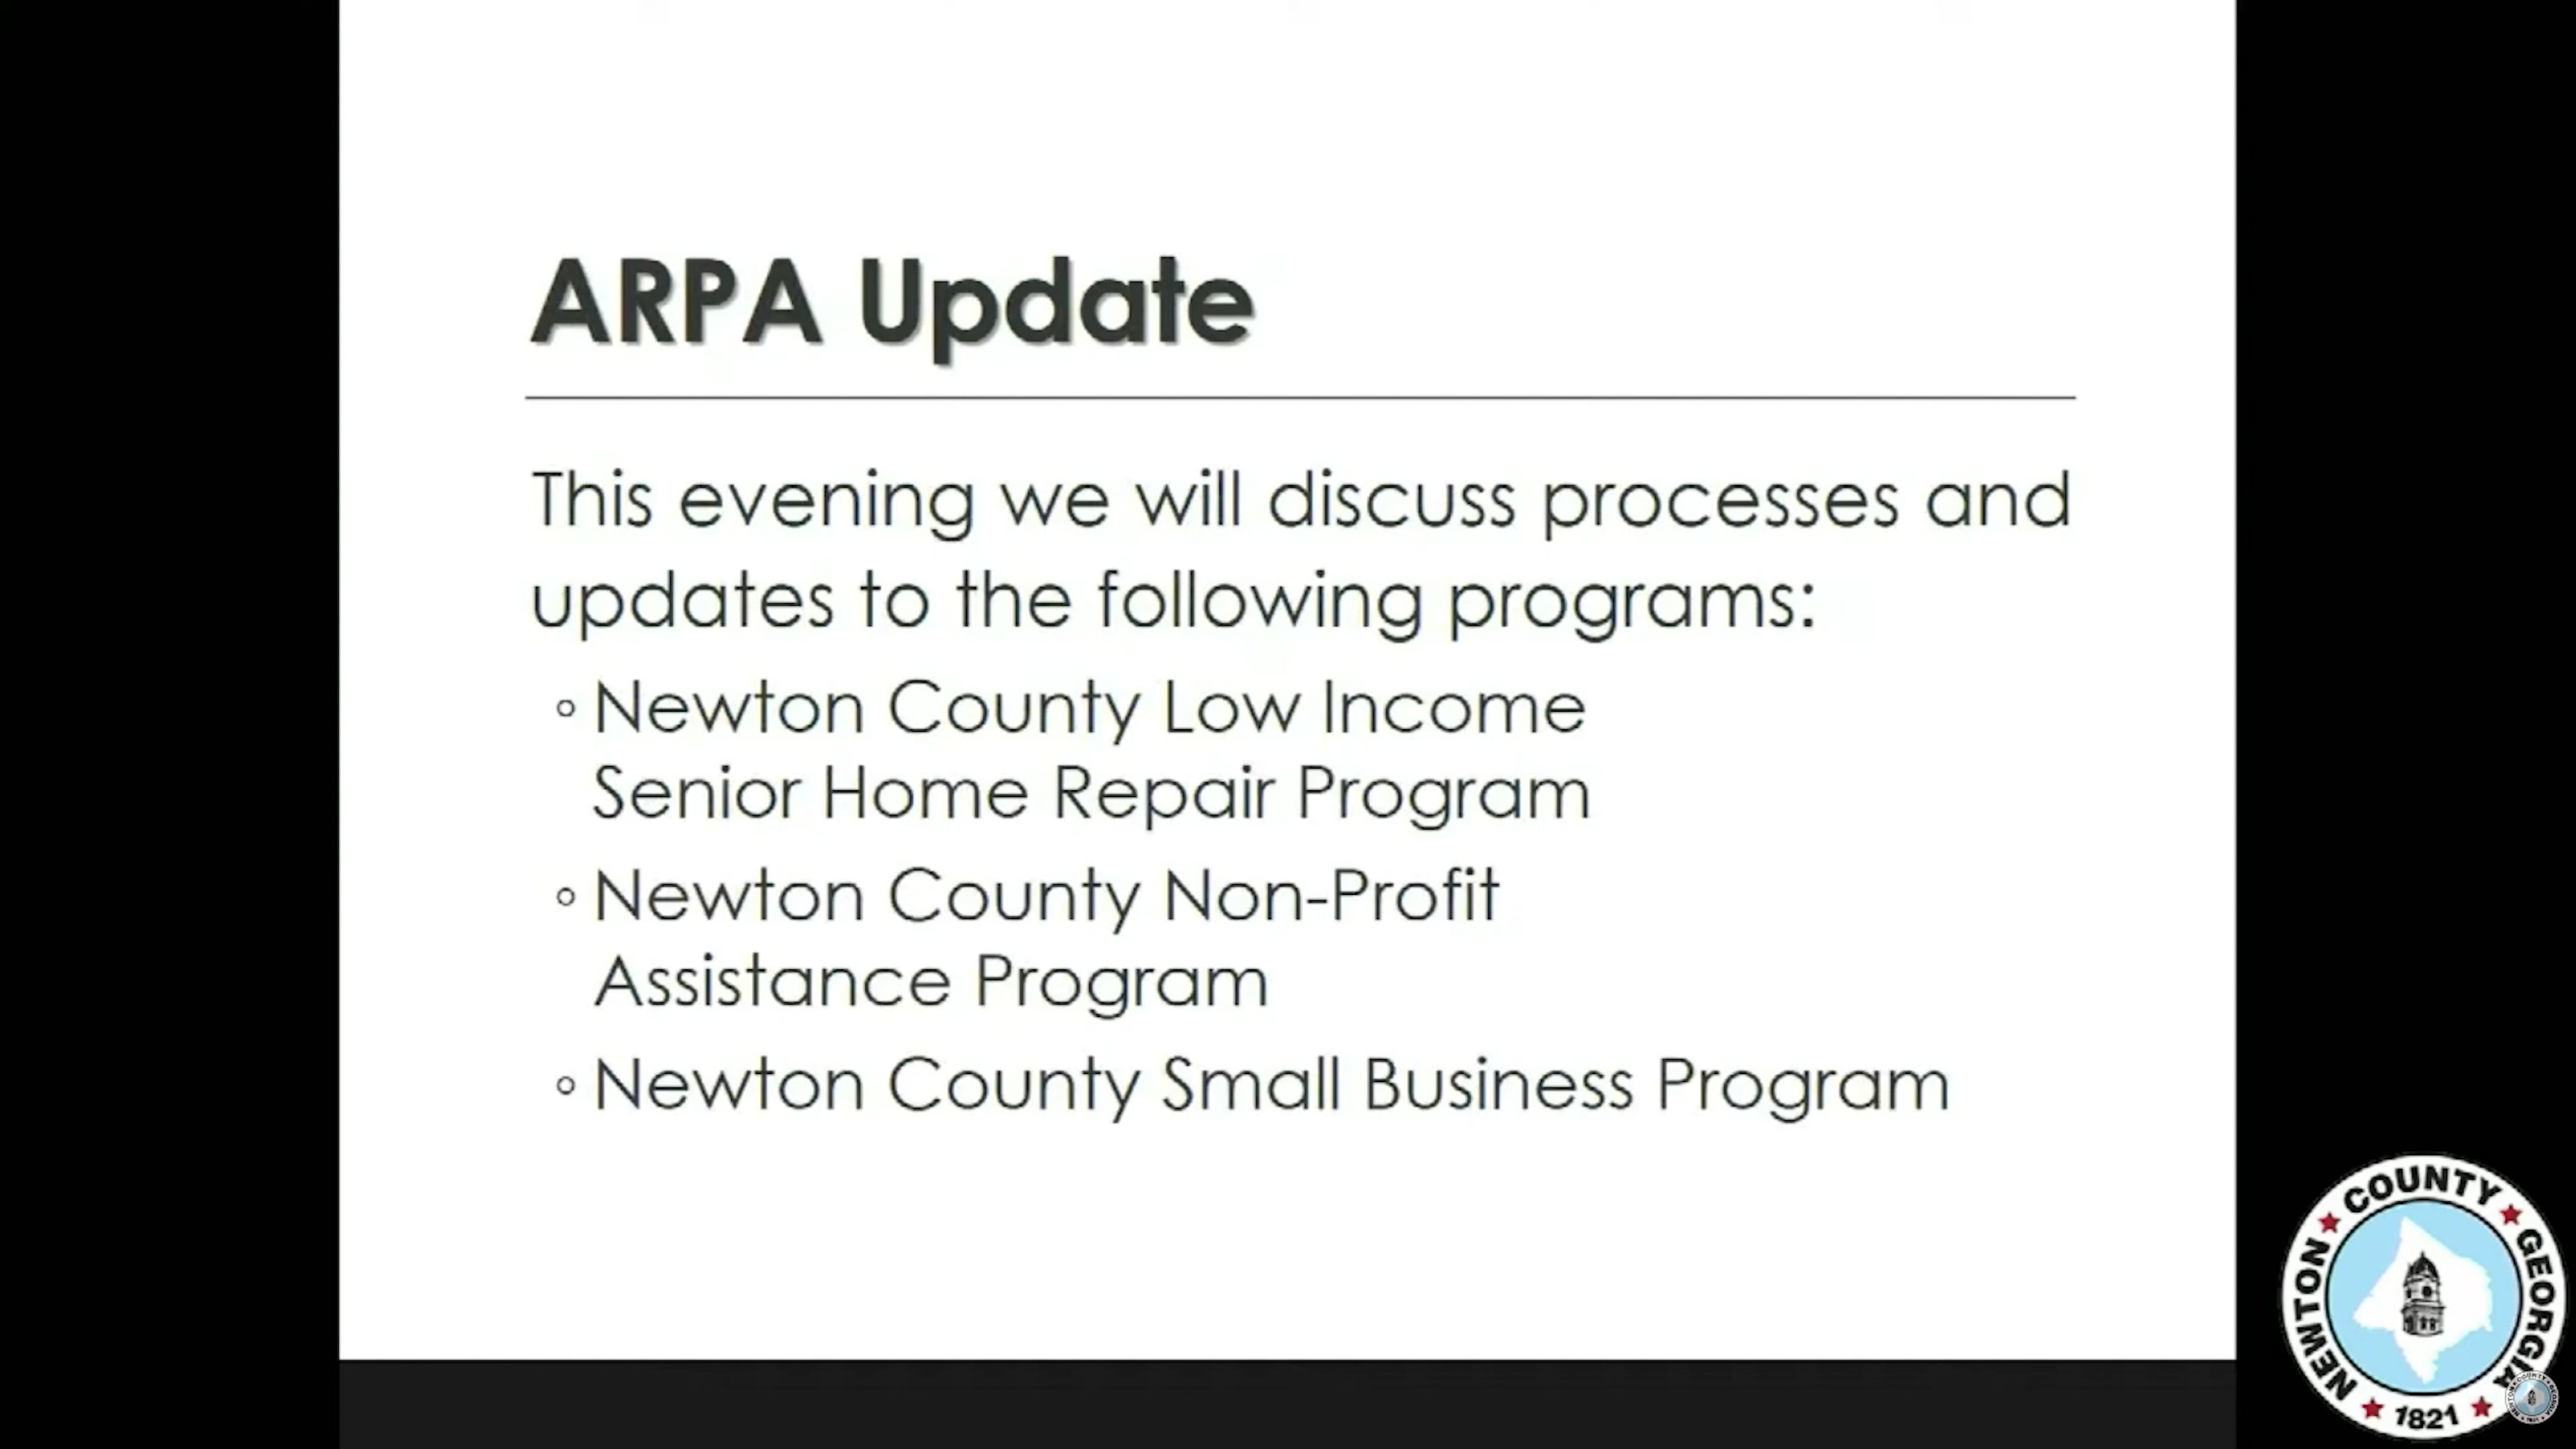 ARPA Update
This evening we will discuss processes and
updates to the following programs:
◦ Newton County Low Income
Senior Home Repair Program
◦ Newton County Non-Profit
Assistance Program
◦ Newton County Small Business Program
NEWTON ★ COUNTY ★ GEORGIA ★ 1821 ★